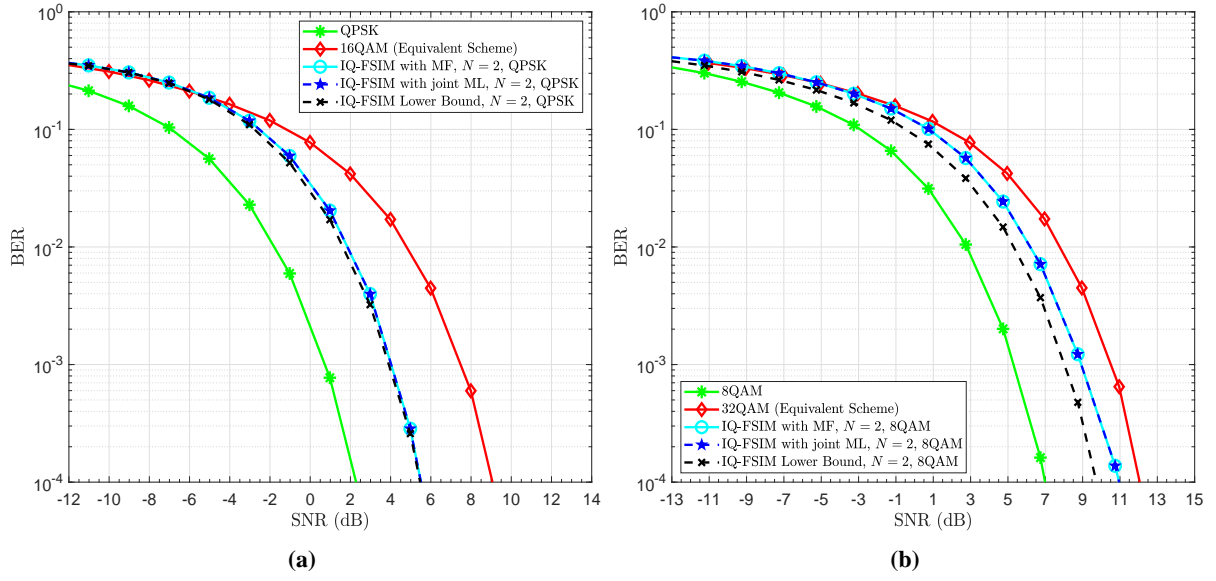 10^0
10^-1
10^-2
10^-3
10^-4
BER
QPSK
16QAM (Equivalent Scheme)
IQ-FSIM with MF, N = 2, QPSK
IQ-FSIM with joint ML, N = 2, QPSK
IQ-FSIM Lower Bound, N = 2, QPSK
-12 -10 -8 -6 -4 -2 0 2 4 6 8 10 12 14
SNR (dB)
(a)
10^0
10^-1
10^-2
10^-3
10^-4
BER
8QAM
32QAM (Equivalent Scheme)
IQ-FSIM with MF, N = 2, 8QAM
IQ-FSIM with joint ML, N = 2, 8QAM
IQ-FSIM Lower Bound, N = 2, 8QAM
-13 -11 -9 -7 -5 -3 -1 1 3 5 7 9 11 13 15
SNR (dB)
(b)